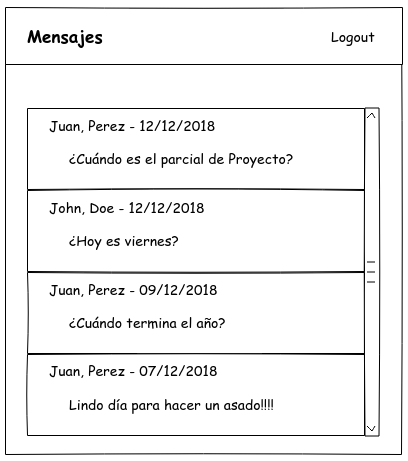 Mensajes
Logout
Juan, Perez - 12/12/2018
¿Cuándo es el parcial de Proyecto?
John, Doe - 12/12/2018
¿Hoy es viernes?
Juan, Perez - 09/12/2018
¿Cuándo termina el año?
Juan, Perez - 07/12/2018
Lindo día para hacer un asado!!!!